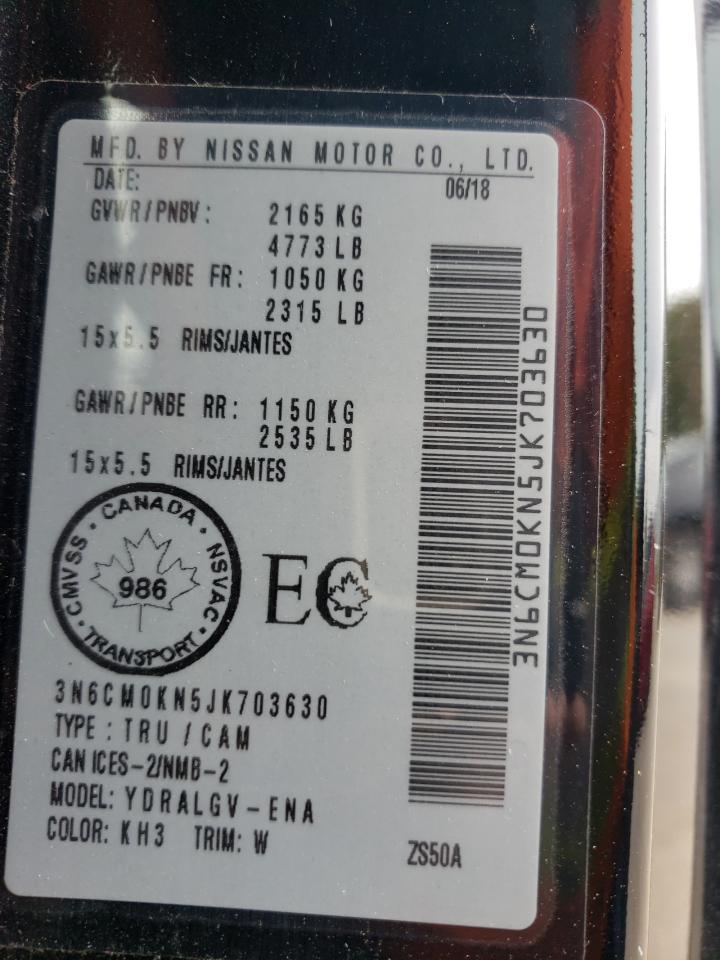 MFD. BY NISSAN MOTOR CO., LTD.
DATE: 06/18
GVWR/PNBV: 2165 KG
4773 LB
GAWR/PNBE FR: 1050 KG
2315 LB
15x5.5 RIMS/JANTES
GAWR/PNBE RR: 1150 KG
2535 LB
15x5.5 RIMS/JANTES
CANADA · NSVAC · TRANSPORT · CMVSS ·
986
EC
3N6CM0KN5JK703630
TYPE : TRU / CAM
CAN ICES-2/NMB-2
MODEL: YDRALGV-ENA
COLOR: KH3 TRIM: W
3N6CM0KN5JK703630
ZS50A